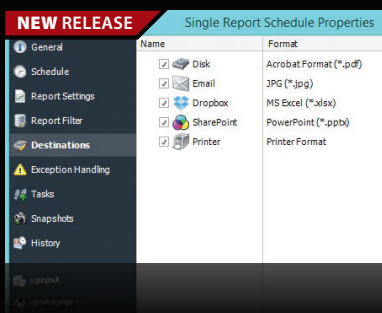 NEW RELEASE
Single Report Schedule Properties
General
Schedule
Report Settings
Report Filter
Destinations
Exception Handling
Tasks
Snapshots
History
Name Format
Disk Acrobat Format (*.pdf)
Email JPG (*.jpg)
Dropbox MS Excel (*.xlsx)
SharePoint PowerPoint (*.pptx)
Printer Printer Format